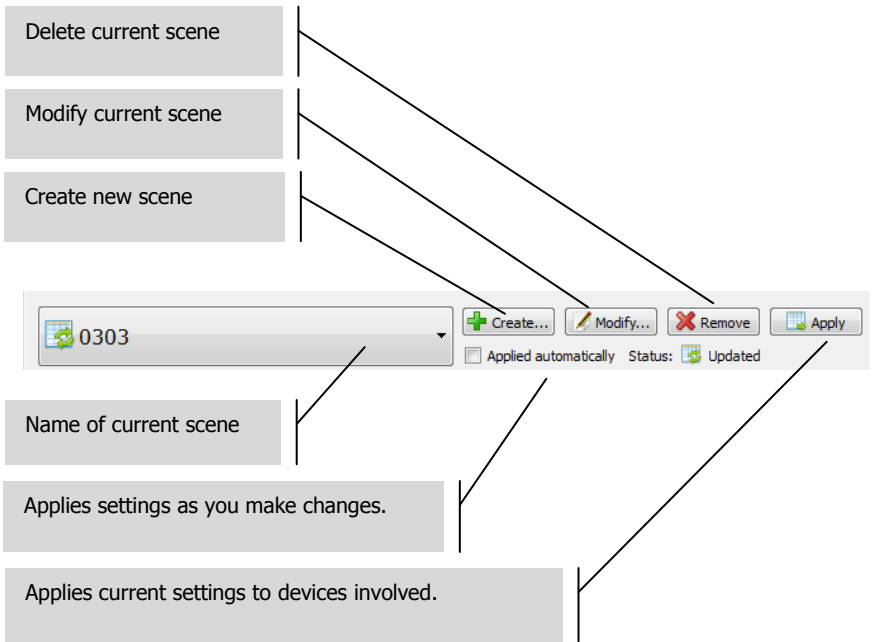 Delete current scene
Modify current scene
Create new scene
0303
Create... Modify... Remove Apply
Applied automatically Status: Updated
Name of current scene
Applies settings as you make changes.
Applies current settings to devices involved.